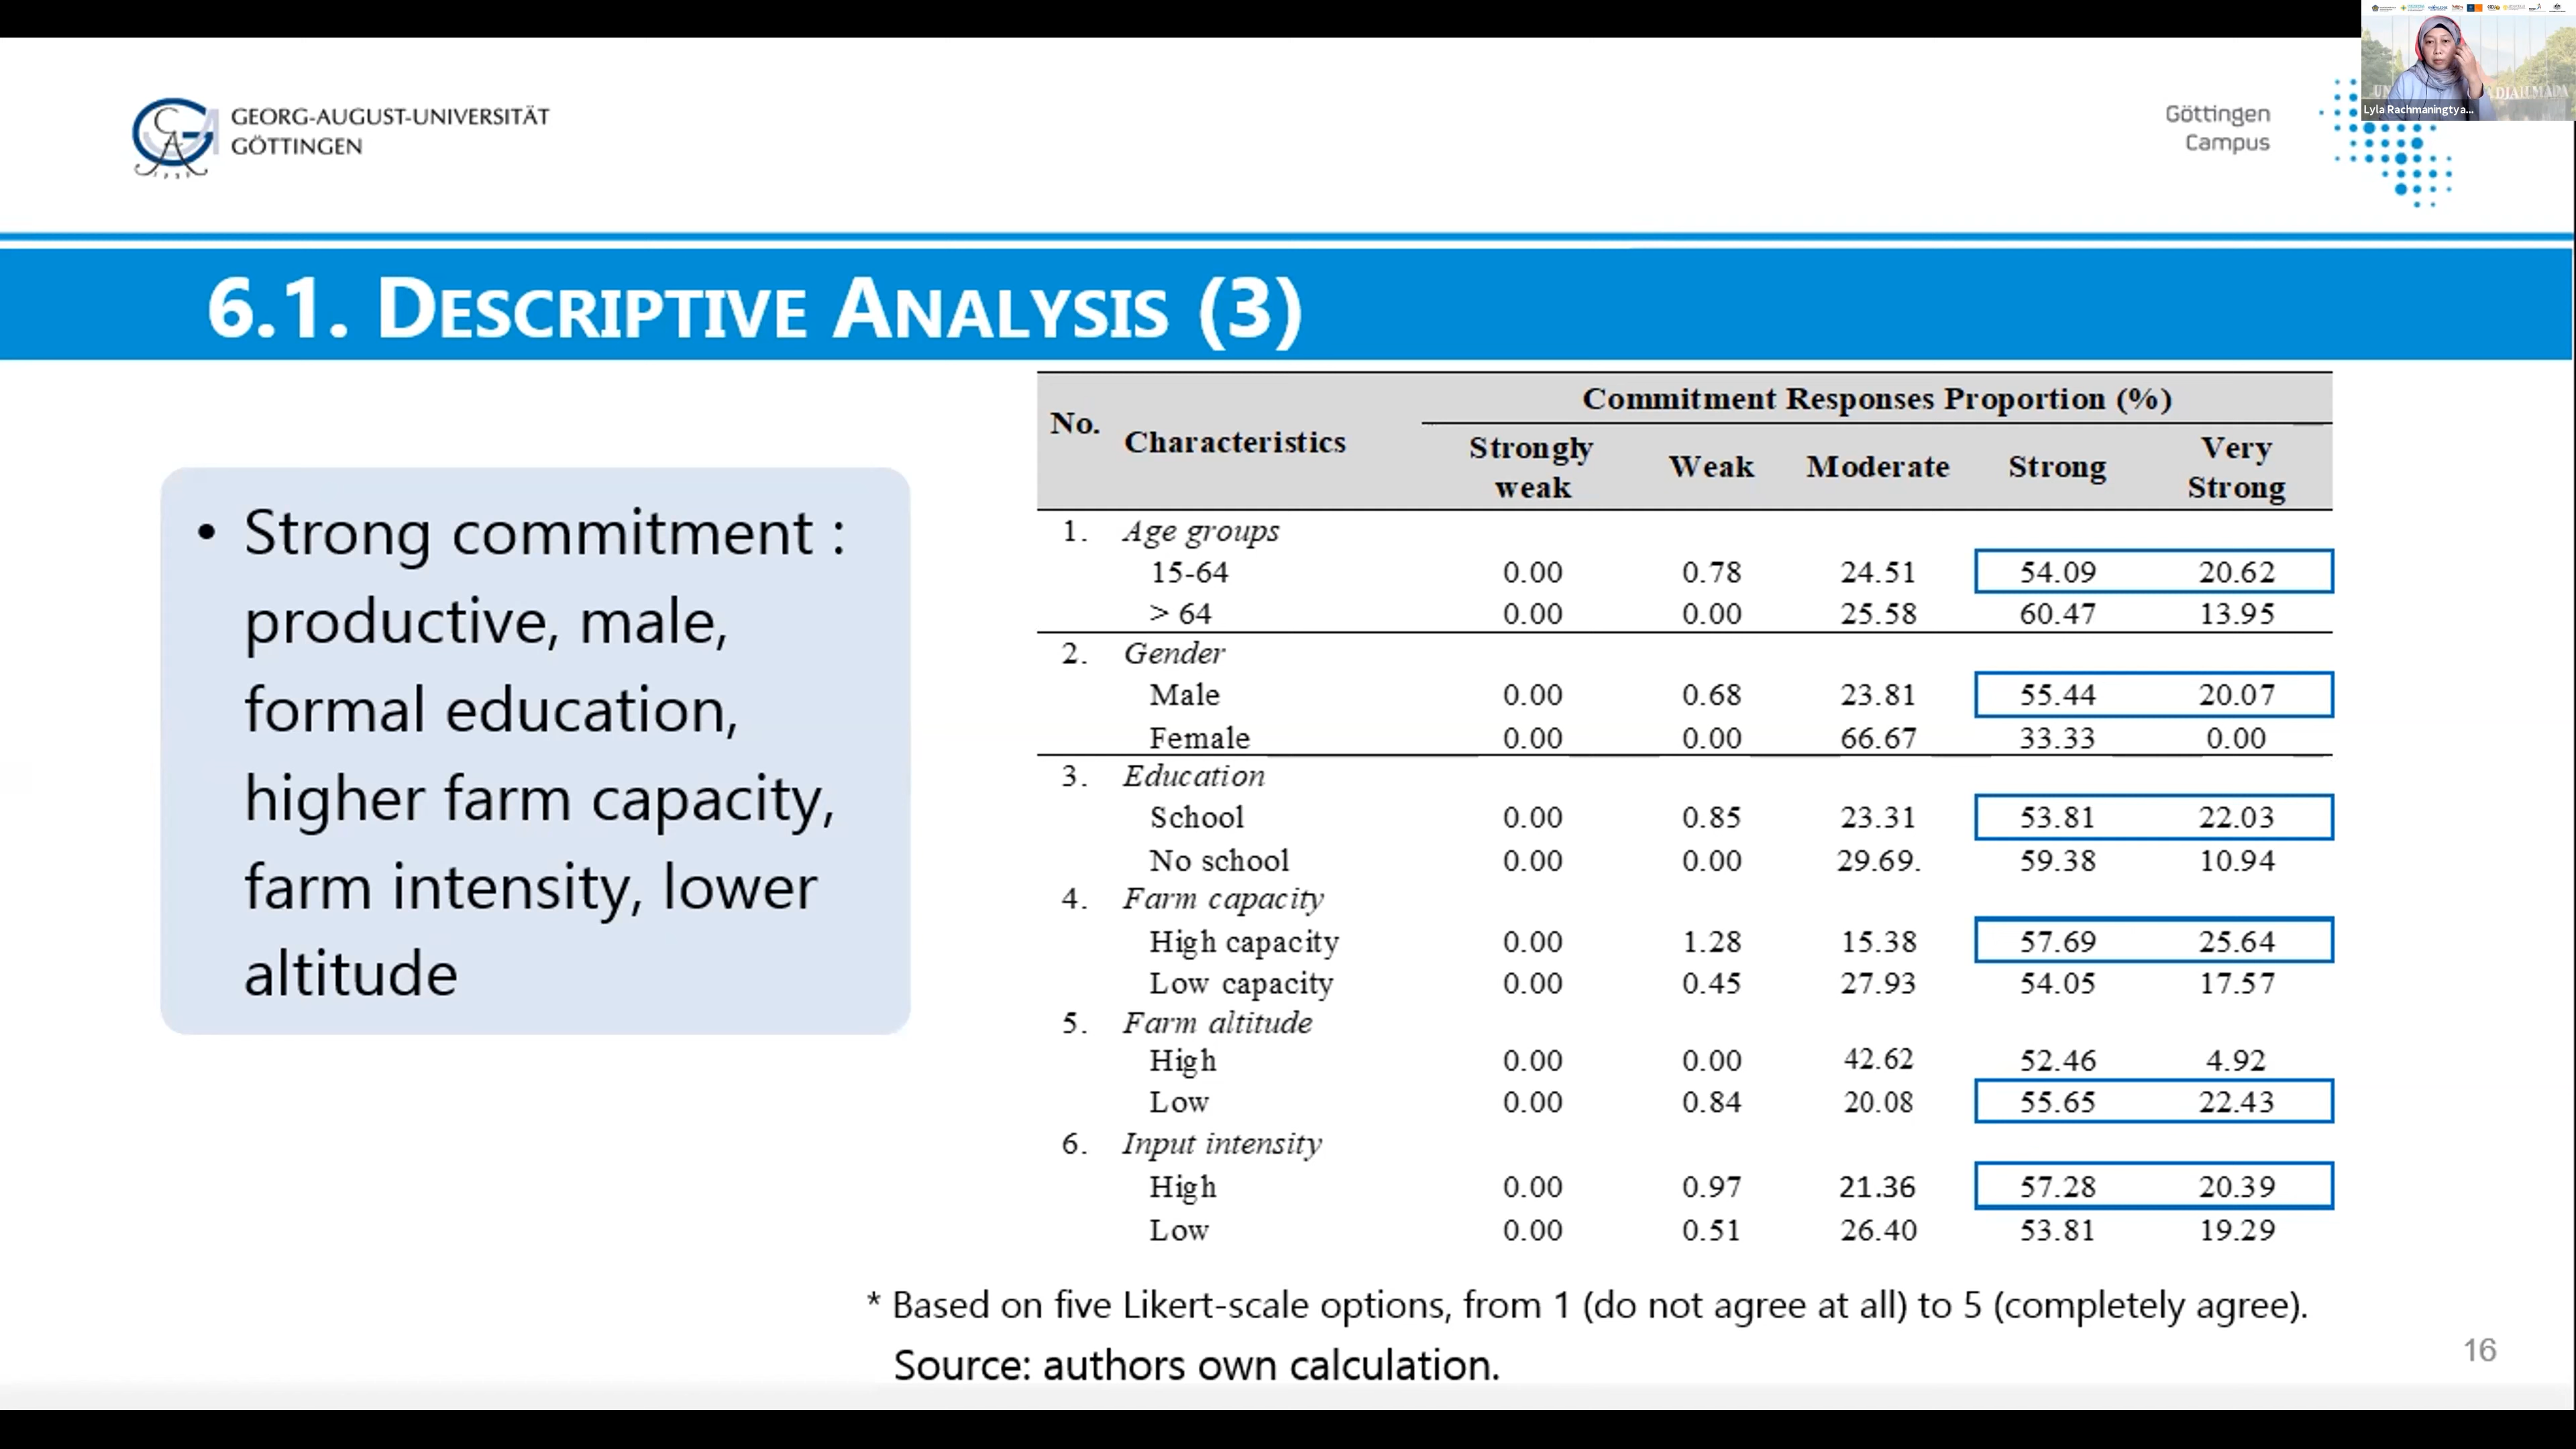 GEORG-AUGUST-UNIVERSITÄT
GÖTTINGEN
Göttingen
Campus
Lyla Rachmaningtya...
6.1. DESCRIPTIVE ANALYSIS (3)
• Strong commitment :
productive, male,
formal education,
higher farm capacity,
farm intensity, lower
altitude
No. Characteristics Commitment Responses Proportion (%)
Strongly weak Weak Moderate Strong Very Strong
1. Age groups
15-64 0.00 0.78 24.51 54.09 20.62
> 64 0.00 0.00 25.58 60.47 13.95
2. Gender
Male 0.00 0.68 23.81 55.44 20.07
Female 0.00 0.00 66.67 33.33 0.00
3. Education
School 0.00 0.85 23.31 53.81 22.03
No school 0.00 0.00 29.69. 59.38 10.94
4. Farm capacity
High capacity 0.00 1.28 15.38 57.69 25.64
Low capacity 0.00 0.45 27.93 54.05 17.57
5. Farm altitude
High 0.00 0.00 42.62 52.46 4.92
Low 0.00 0.84 20.08 55.65 22.43
6. Input intensity
High 0.00 0.97 21.36 57.28 20.39
Low 0.00 0.51 26.40 53.81 19.29
* Based on five Likert-scale options, from 1 (do not agree at all) to 5 (completely agree).
Source: authors own calculation.
16